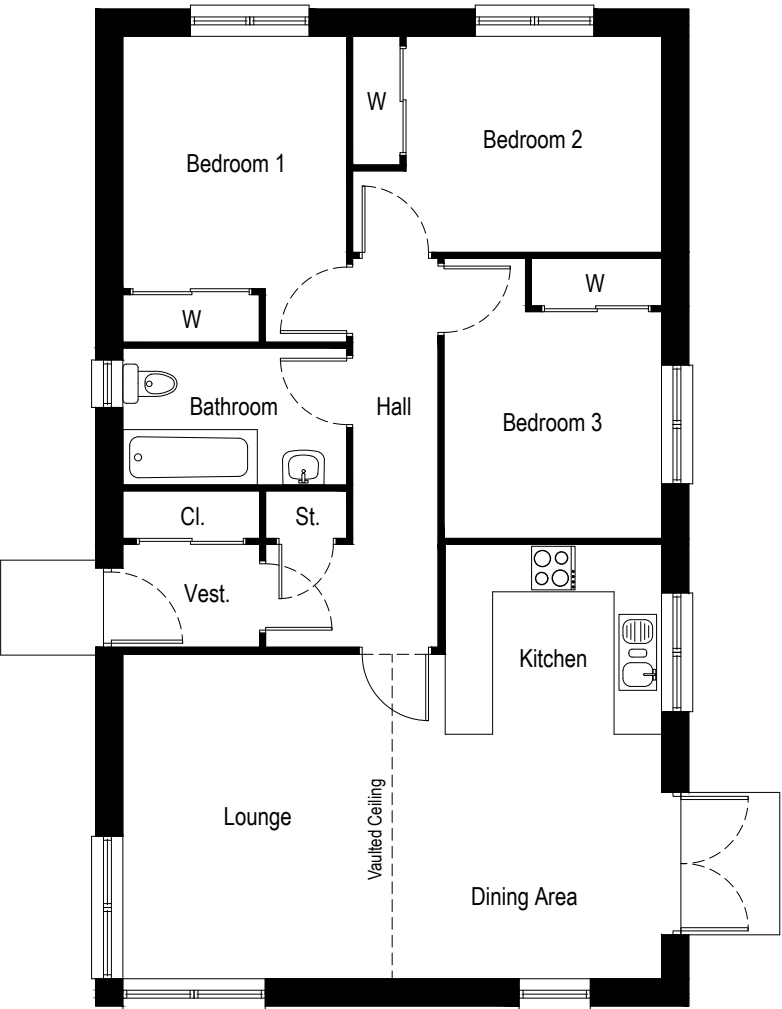 W
Bedroom 2
Bedroom 1
W
W
Bathroom
Hall
Bedroom 3
Cl.
St.
Vest.
Kitchen
Lounge
Vaulted Ceiling
Dining Area